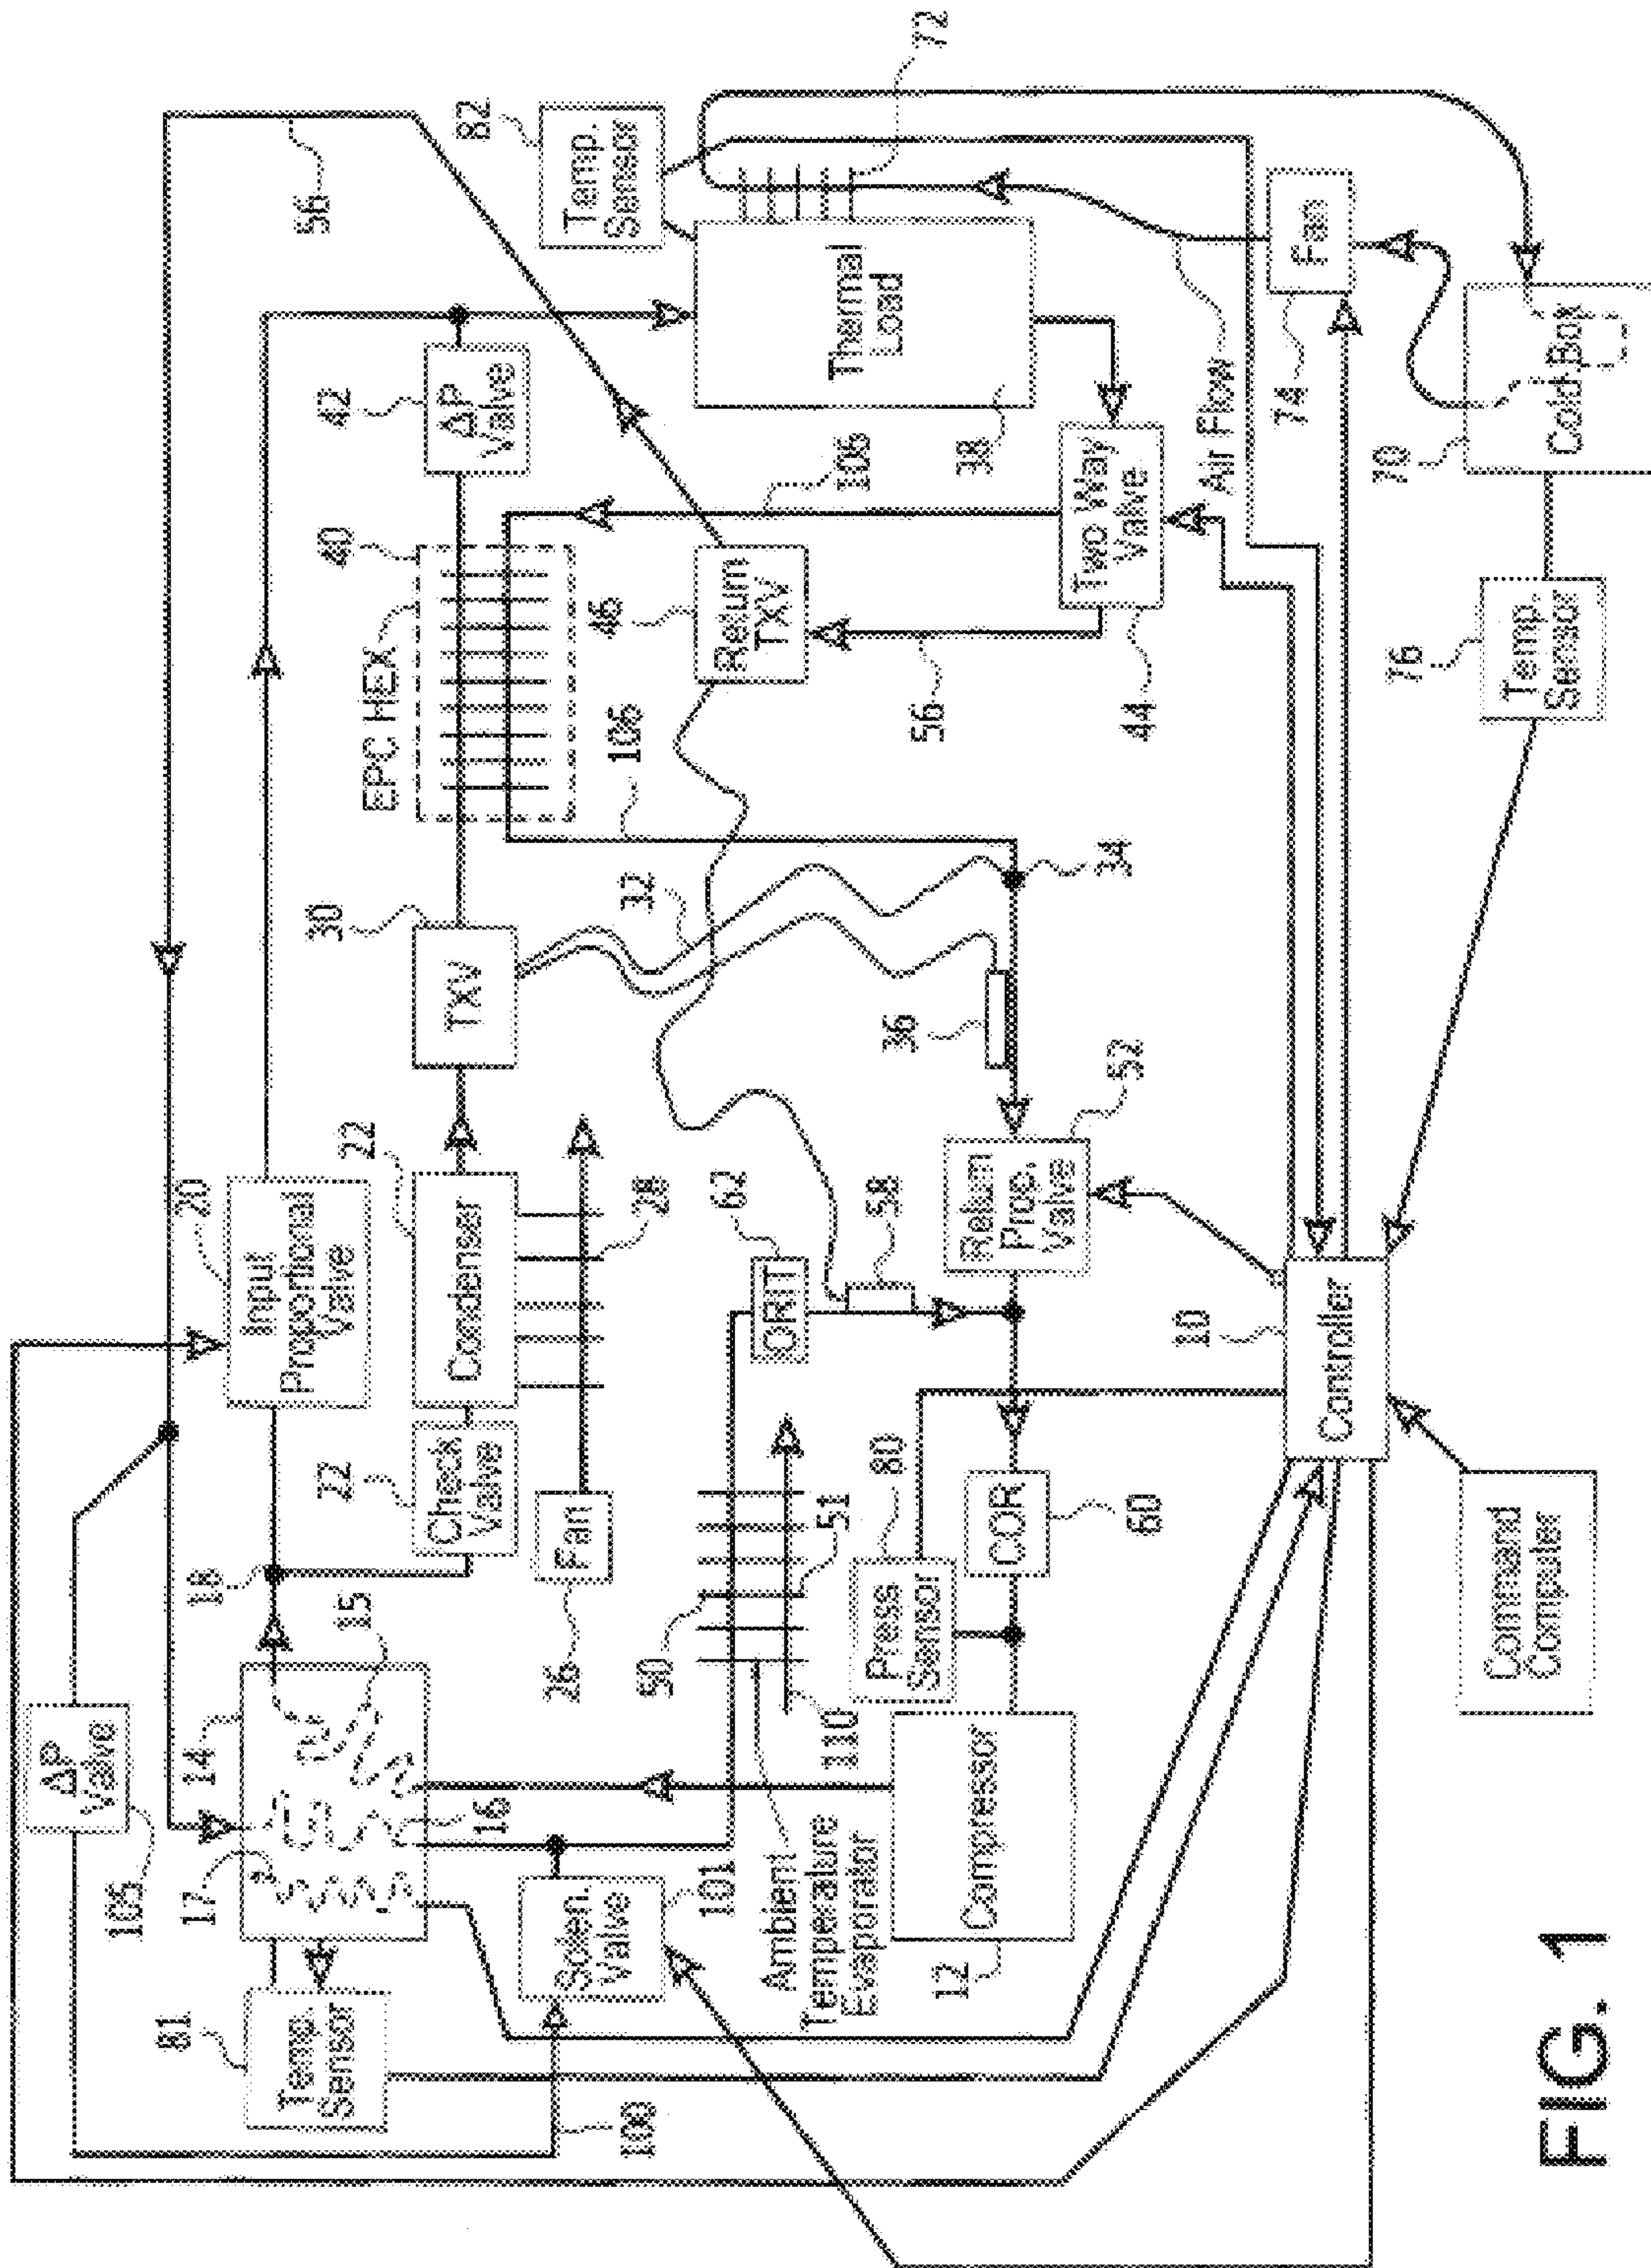 ΔP
Valve
105
56
20
Input
Proportional
Valve
82
Temp.
Sensor
72
81
Temp.
Sensor
17
14
15
16
18
22
Check
Valve
22
Condenser
28
30
TXV
EPC HEX
40
42
ΔP
Valve
Thermal
Load
38
26
Fan
32
106
106
46
Return
TXV
100
Solen.
Valve
101
50
51
110
Ambient
Temperature
Evaporator
62
ORIT
58
36
34
56
Two Way
Valve
44
Air Flow
74
Fan
12
Compressor
Press
Sensor
80
COR
60
Return
Prop.
Valve
52
70
Cold Box
76
Temp.
Sensor
10
Controller
Command
Computer
FIG. 1